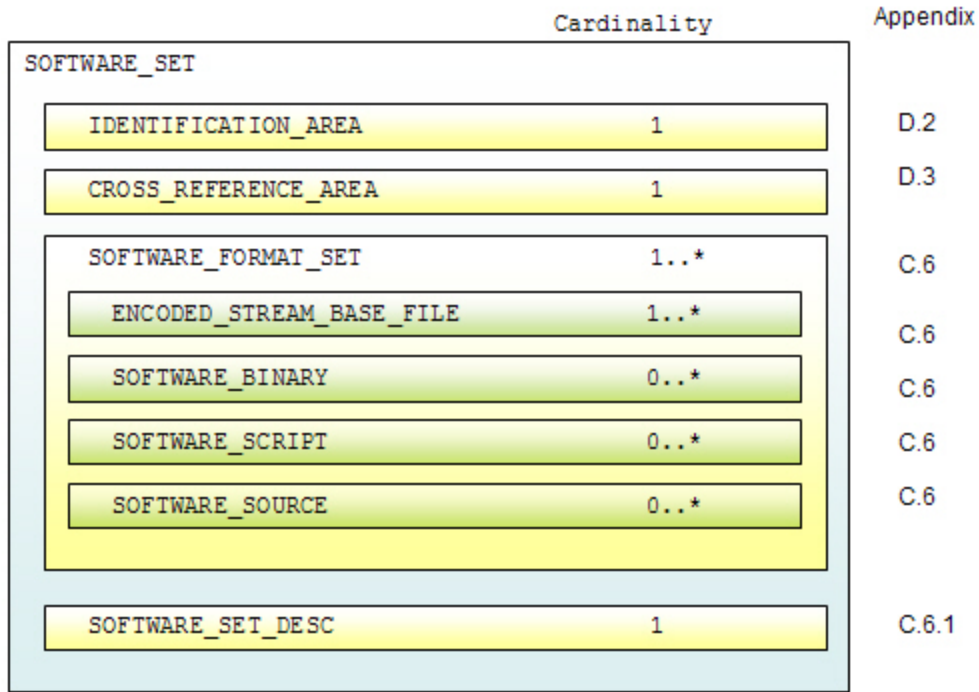 Cardinality Appendix
SOFTWARE_SET
IDENTIFICATION_AREA 1 D.2
CROSS_REFERENCE_AREA 1 D.3
SOFTWARE_FORMAT_SET 1..* C.6
ENCODED_STREAM_BASE_FILE 1..* C.6
SOFTWARE_BINARY 0..* C.6
SOFTWARE_SCRIPT 0..* C.6
SOFTWARE_SOURCE 0..* C.6
SOFTWARE_SET_DESC 1 C.6.1